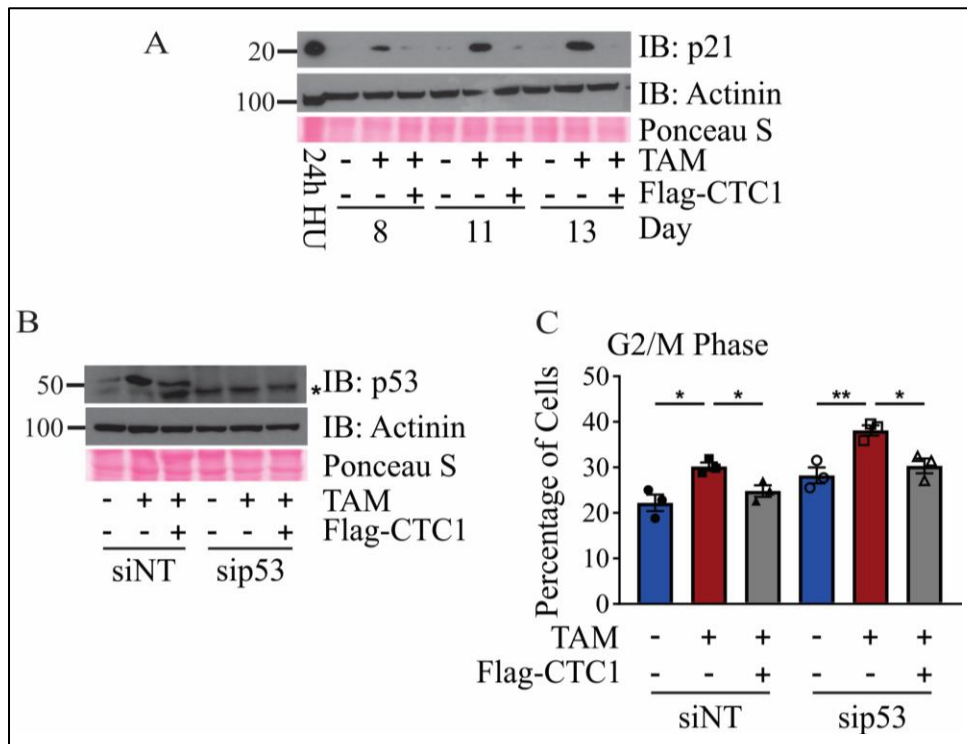 A
20
IB: p21
100
IB: Actinin
Ponceau S
24h HU
- + + - + + - + + TAM
- - + - - + - - + Flag-CTC1
8 11 13 Day
B
50
* IB: p53
100
IB: Actinin
Ponceau S
- + + - + + TAM
- - + - - + Flag-CTC1
siNT sip53
C
G2/M Phase
Percentage of Cells
50
40
30
20
10
0
* * ** *
TAM - + + - + +
Flag-CTC1 - - + - - +
siNT sip53